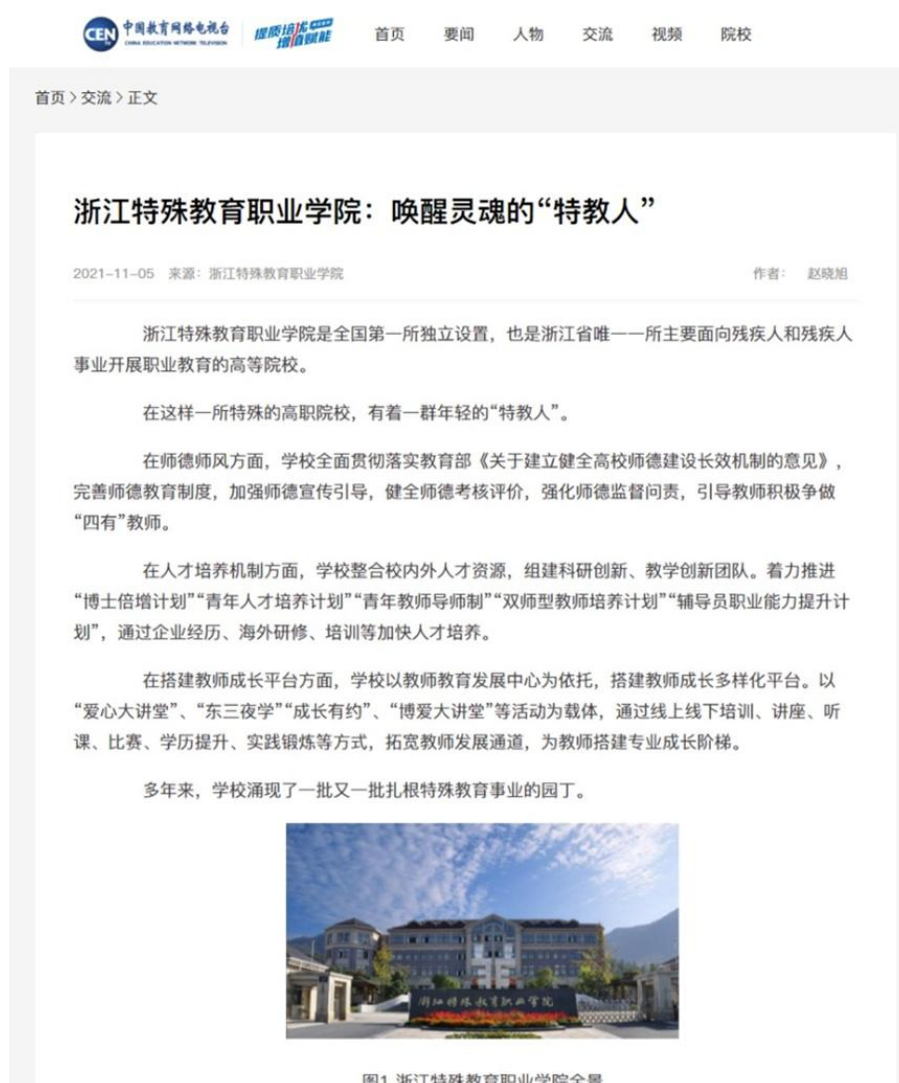 CEN TV 中国教育网络电视台
CHINA EDUCATION NETWORK TELEVISION
提质培优
增值赋能
首页 要闻 人物 交流 视频 院校
首页 > 交流 > 正文
浙江特殊教育职业学院：唤醒灵魂的“特教人”
2021-11-05 来源：浙江特殊教育职业学院 作者： 赵晓旭
浙江特殊教育职业学院是全国第一所独立设置，也是浙江省唯一一所主要面向残疾人和残疾人
事业开展职业教育的高等院校。
在这样一所特殊的高职院校，有着一群年轻的“特教人”。
在师德师风方面，学校全面贯彻落实教育部《关于建立健全高校师德建设长效机制的意见》，
完善师德教育制度，加强师德宣传引导，健全师德考核评价，强化师德监督问责，引导教师积极争做
“四有”教师。
在人才培养机制方面，学校整合校内外人才资源，组建科研创新、教学创新团队。着力推进
“博士倍增计划”“青年人才培养计划”“青年教师导师制”“双师型教师培养计划”“辅导员职业能力提升计
划”，通过企业经历、海外研修、培训等加快人才培养。
在搭建教师成长平台方面，学校以教师教育发展中心为依托，搭建教师成长多样化平台。以
“爱心大讲堂”、“东三夜学”“成长有约”、“博爱大讲堂”等活动为载体，通过线上线下培训、讲座、听
课、比赛、学历提升、实践锻炼等方式，拓宽教师发展通道，为教师搭建专业成长阶梯。
多年来，学校涌现了一批又一批扎根特殊教育事业的园丁。
浙江特殊教育职业学院
图1 浙江特殊教育职业学院全景